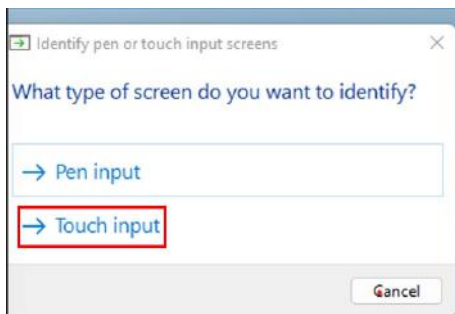 Identify pen or touch input screens
What type of screen do you want to identify?
Pen input
Touch input
Cancel